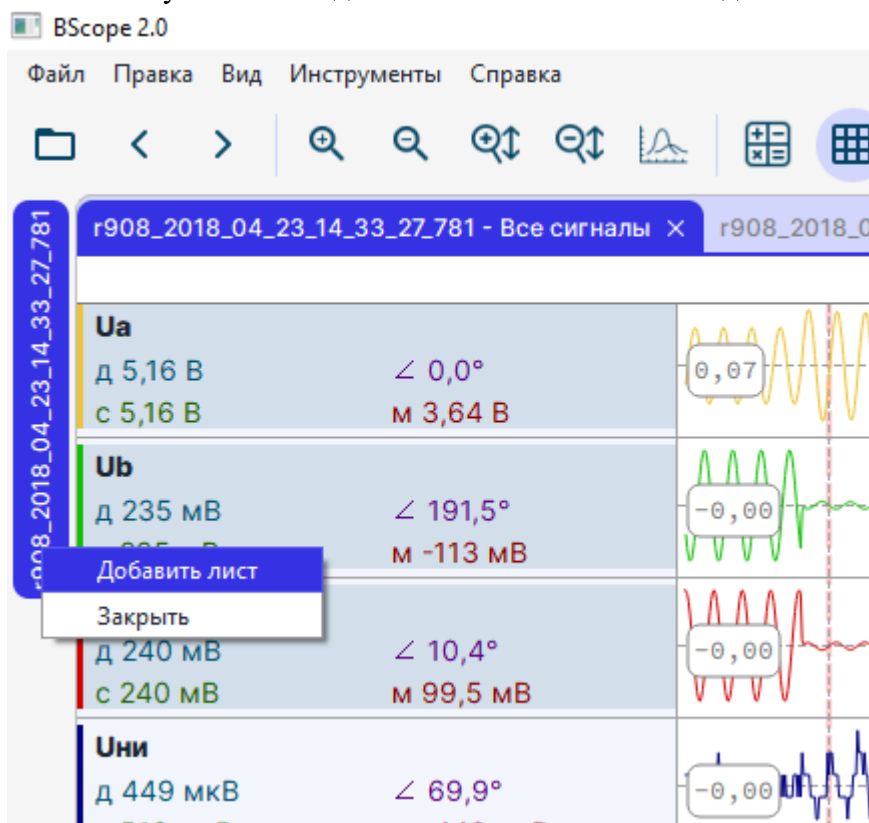 BScope 2.0
Файл Правка Вид Инструменты Справка
r908_2018_04_23_14_33_27_781
r908_2018_04_23_14_33_27_781 - Все сигналы ×
Ua
д 5,16 В ∠ 0,0°
с 5,16 В м 3,64 В
0,07
Ub
д 235 мВ ∠ 191,5°
м -113 мВ
-0,00
Добавить лист
Закрыть
д 240 мВ ∠ 10,4°
с 240 мВ м 99,5 мВ
-0,00
Uни
д 449 мкВ ∠ 69,9°
-0,00